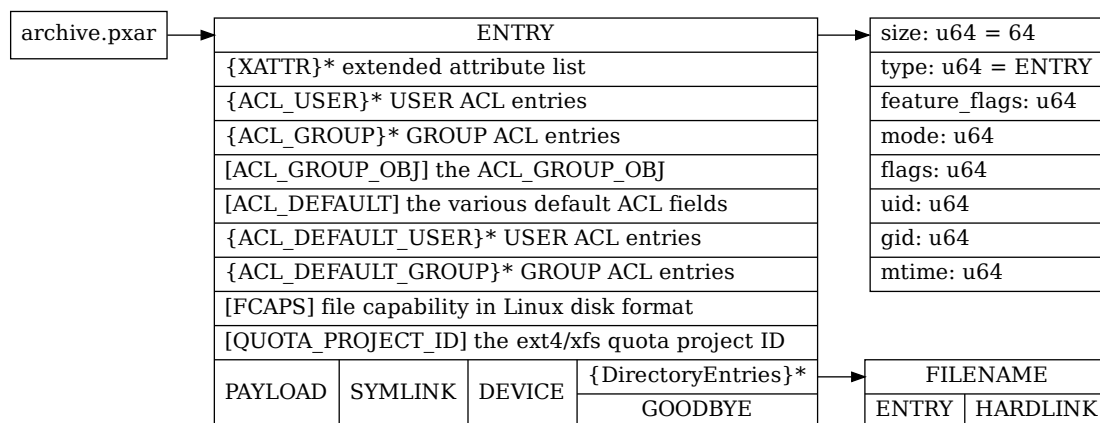 archive.pxar
ENTRY
{XATTR}* extended attribute list
{ACL_USER}* USER ACL entries
{ACL_GROUP}* GROUP ACL entries
[ACL_GROUP_OBJ] the ACL_GROUP_OBJ
[ACL_DEFAULT] the various default ACL fields
{ACL_DEFAULT_USER}* USER ACL entries
{ACL_DEFAULT_GROUP}* GROUP ACL entries
[FCAPS] file capability in Linux disk format
[QUOTA_PROJECT_ID] the ext4/xfs quota project ID
PAYLOAD
SYMLINK
DEVICE
{DirectoryEntries}*
GOODBYE
size: u64 = 64
type: u64 = ENTRY
feature_flags: u64
mode: u64
flags: u64
uid: u64
gid: u64
mtime: u64
FILENAME
ENTRY
HARDLINK